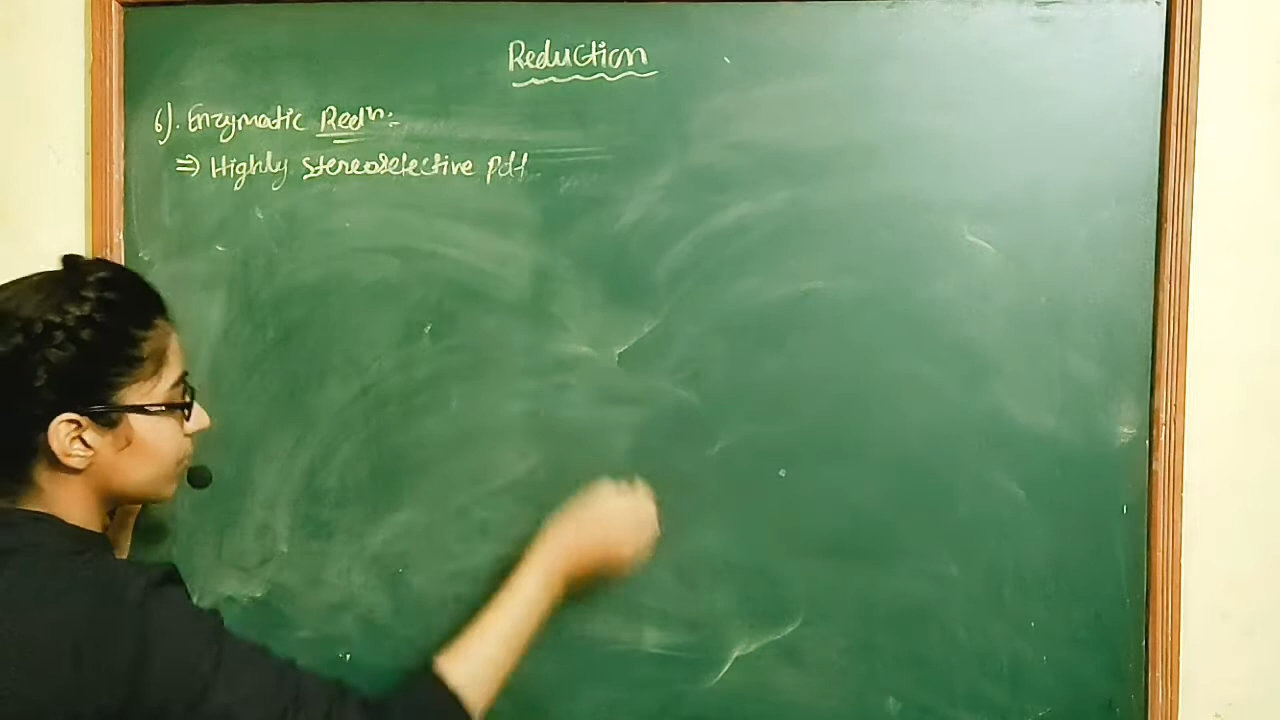 Reduction
6). Enzymatic Redⁿ:-
⇒ Highly stereoselective Pdt